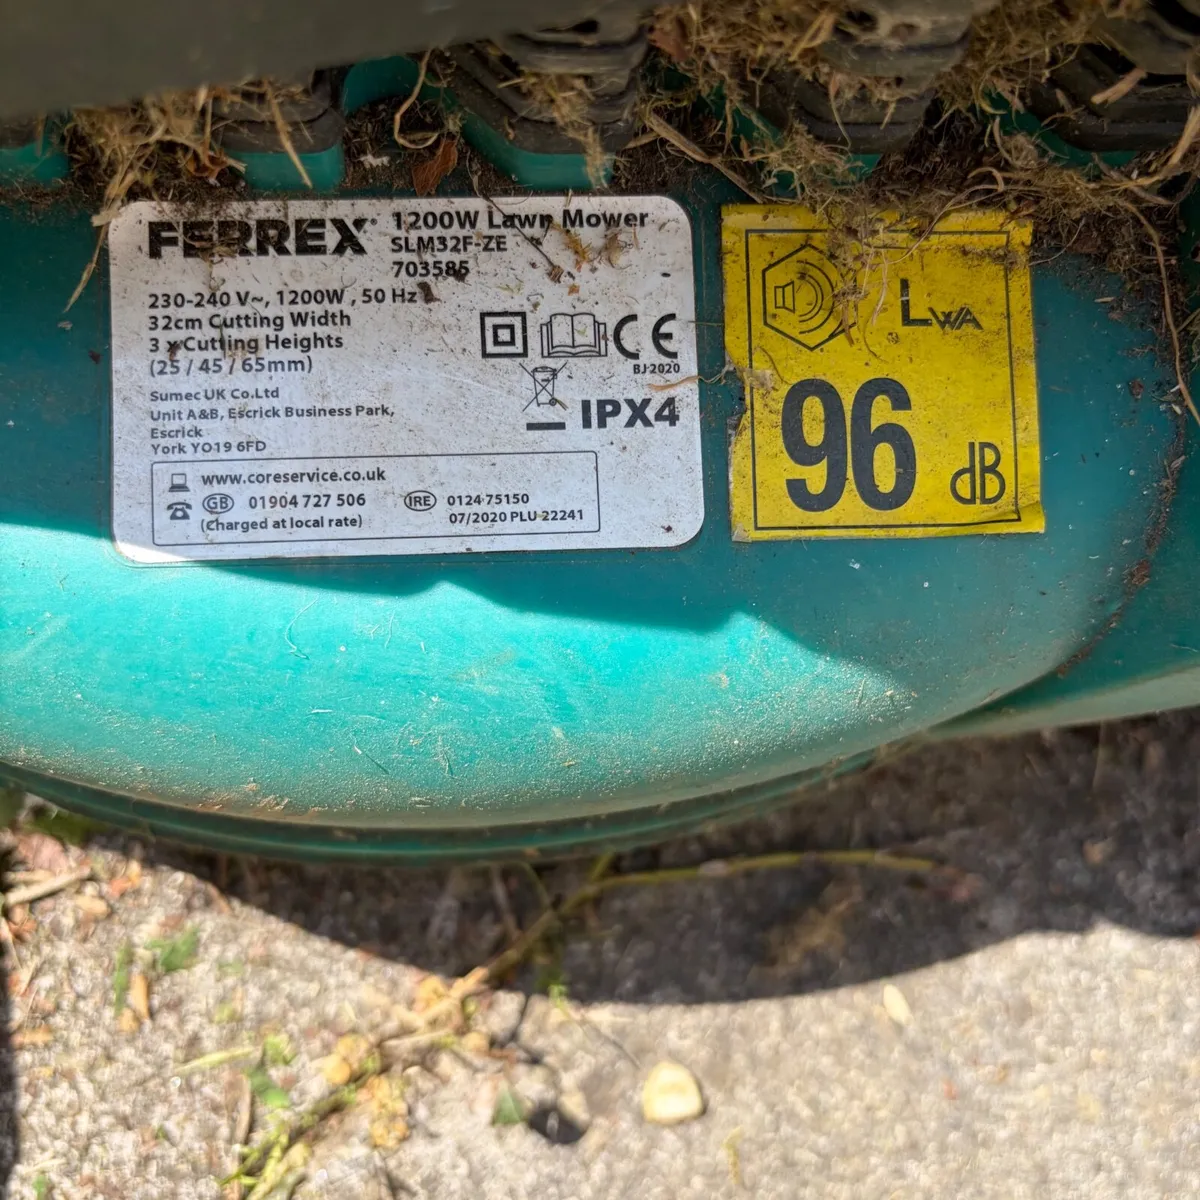 FERREX® 1200W Lawn Mower
SLM32F-ZE
703585
230-240 V~, 1200W , 50 Hz
32cm Cutting Width
3 x Cutting Heights
(25 / 45 / 65mm)
CE
BJ 2020
IPX4
Sumec UK Co.Ltd
Unit A&B, Escrick Business Park,
Escrick
York YO19 6FD
www.coreservice.co.uk
GB 01904 727 506 IRE 0124 75150
(Charged at local rate) 07/2020 PLU 22241
LWA
96 dB